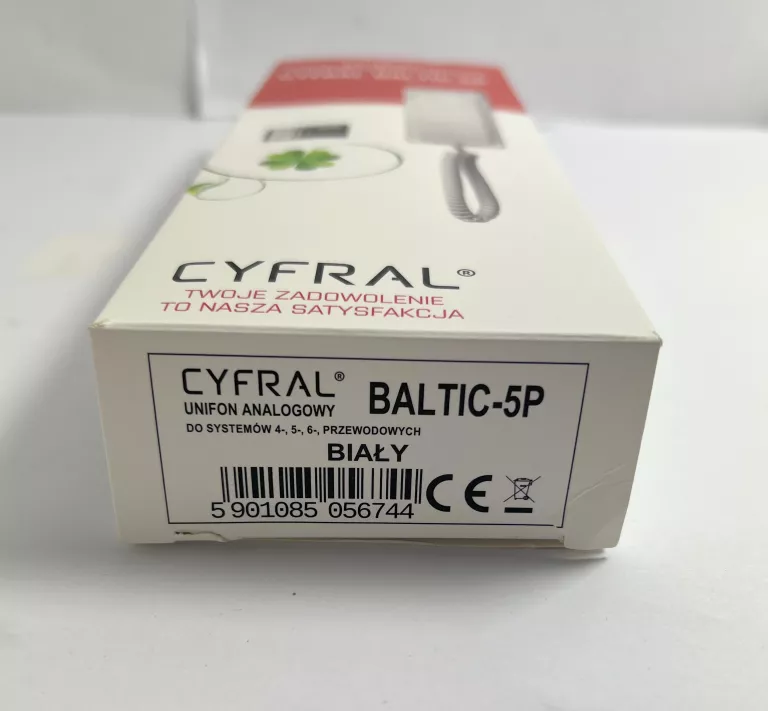 CYFRAL®
TWOJE ZADOWOLENIE
TO NASZA SATYSFAKCJA
CYFRAL® BALTIC-5P
UNIFON ANALOGOWY
DO SYSTEMÓW 4-, 5-, 6-, PRZEWODOWYCH
BIAŁY
5 901085 056744 CE